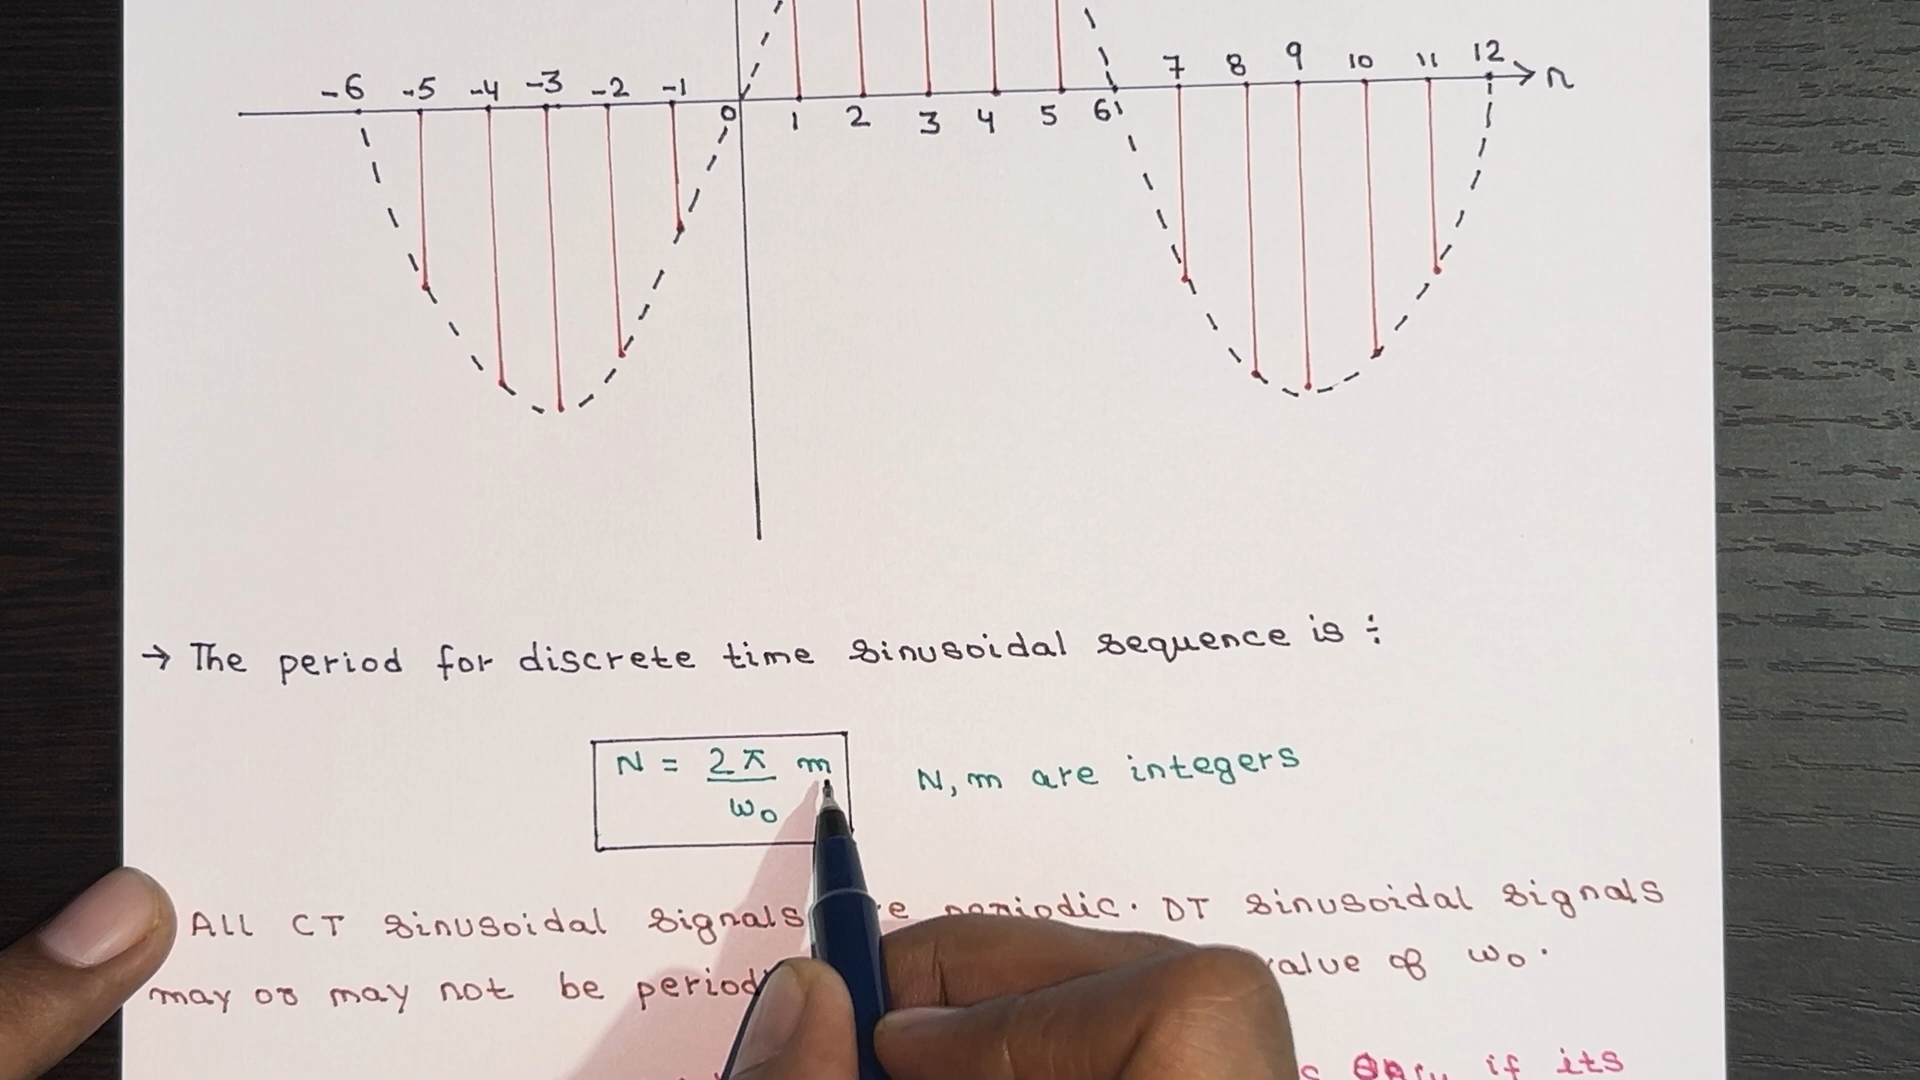 -6 -5 -4 -3 -2 -1 0 1 2 3 4 5 6 7 8 9 10 11 12 n
→ The period for discrete time sinusoidal sequence is :
N = 2π/ω₀ m N, m are integers
All CT sinusoidal signals periodic. DT sinusoidal signals
may or may not be value of ω₀.
if its